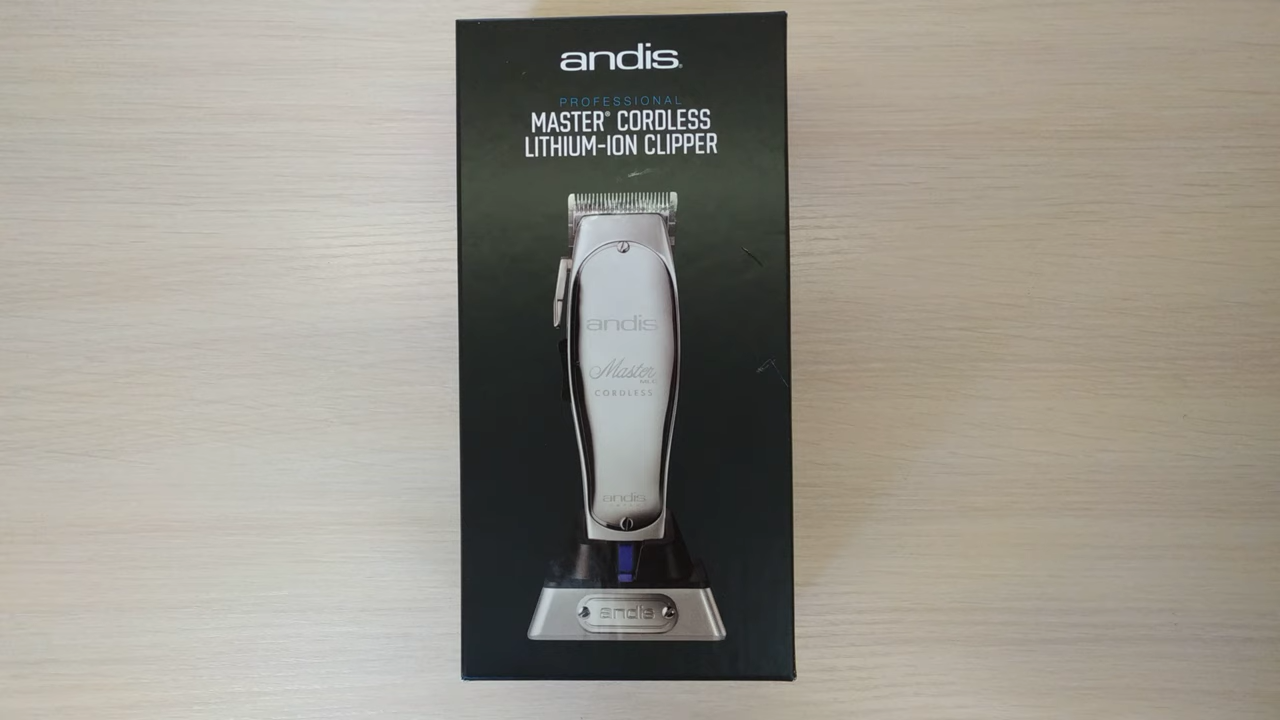 andis®
PROFESSIONAL
MASTER® CORDLESS
LITHIUM-ION CLIPPER
andis
Master
CORDLESS
andis
andis